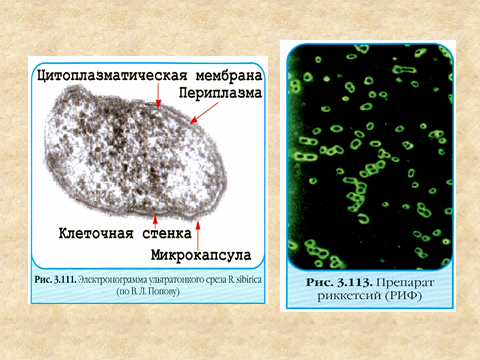 Цитоплазматическая мембрана
Периплазма
Клеточная стенка
Микрокапсула
Рис. 3.111. Электронограмма ультратонкого среза R. sibirica
(по В. Л. Попову)
Рис. 3.113. Препарат
риккетсий (РИФ)